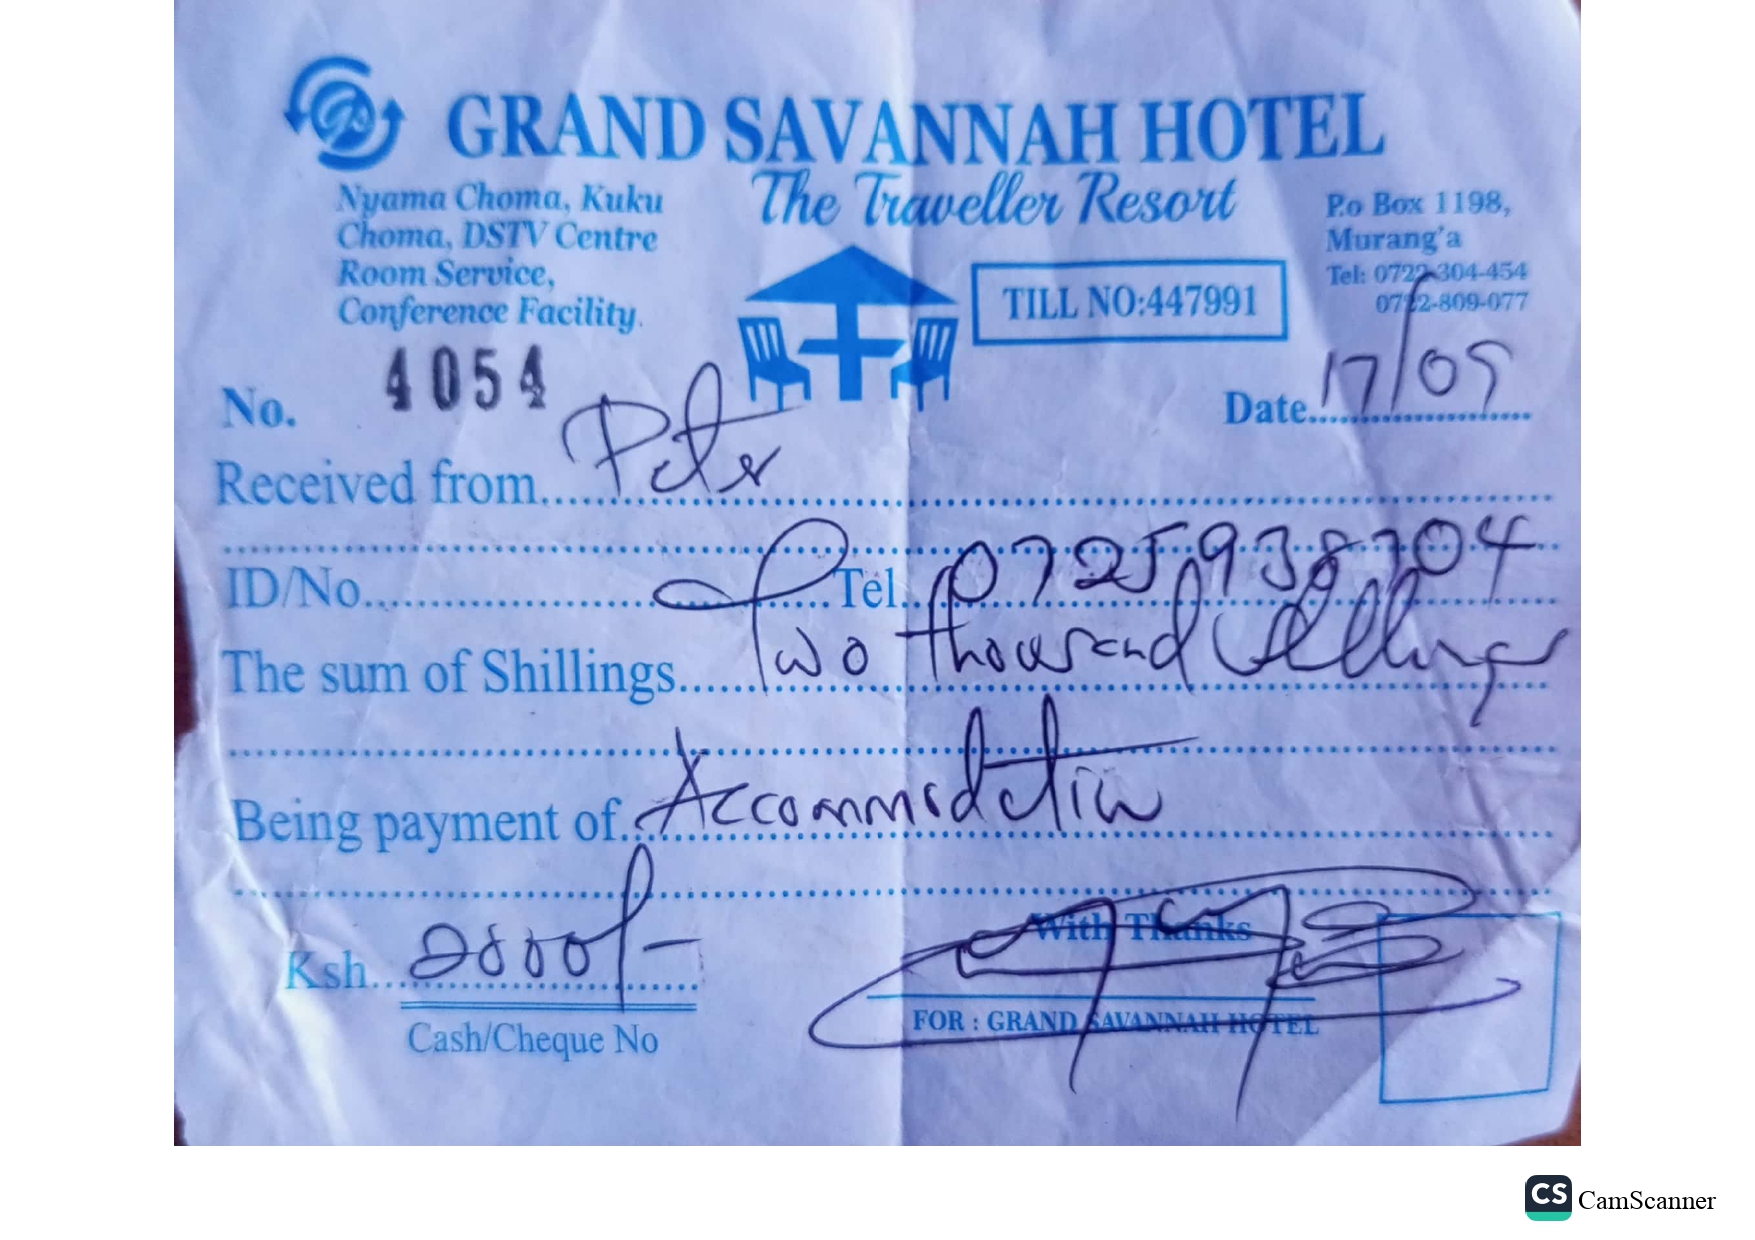 GRAND SAVANNAH HOTEL
The Traveller Resort
Nyama Choma, Kuku
Choma, DSTV Centre
Room Service,
Conference Facility.
P.o Box 1198,
Murang'a
Tel: 0722-304-454
0722-809-077
TILL NO:447991
No. 4054
Date 17/05
Received from Peter
ID/No. Tel. 0725938704
The sum of Shillings Two thousand shillings
Being payment of Accommodation
Ksh 2000/-
Cash/Cheque No
With Thanks
FOR : GRAND SAVANNAH HOTEL
CS CamScanner